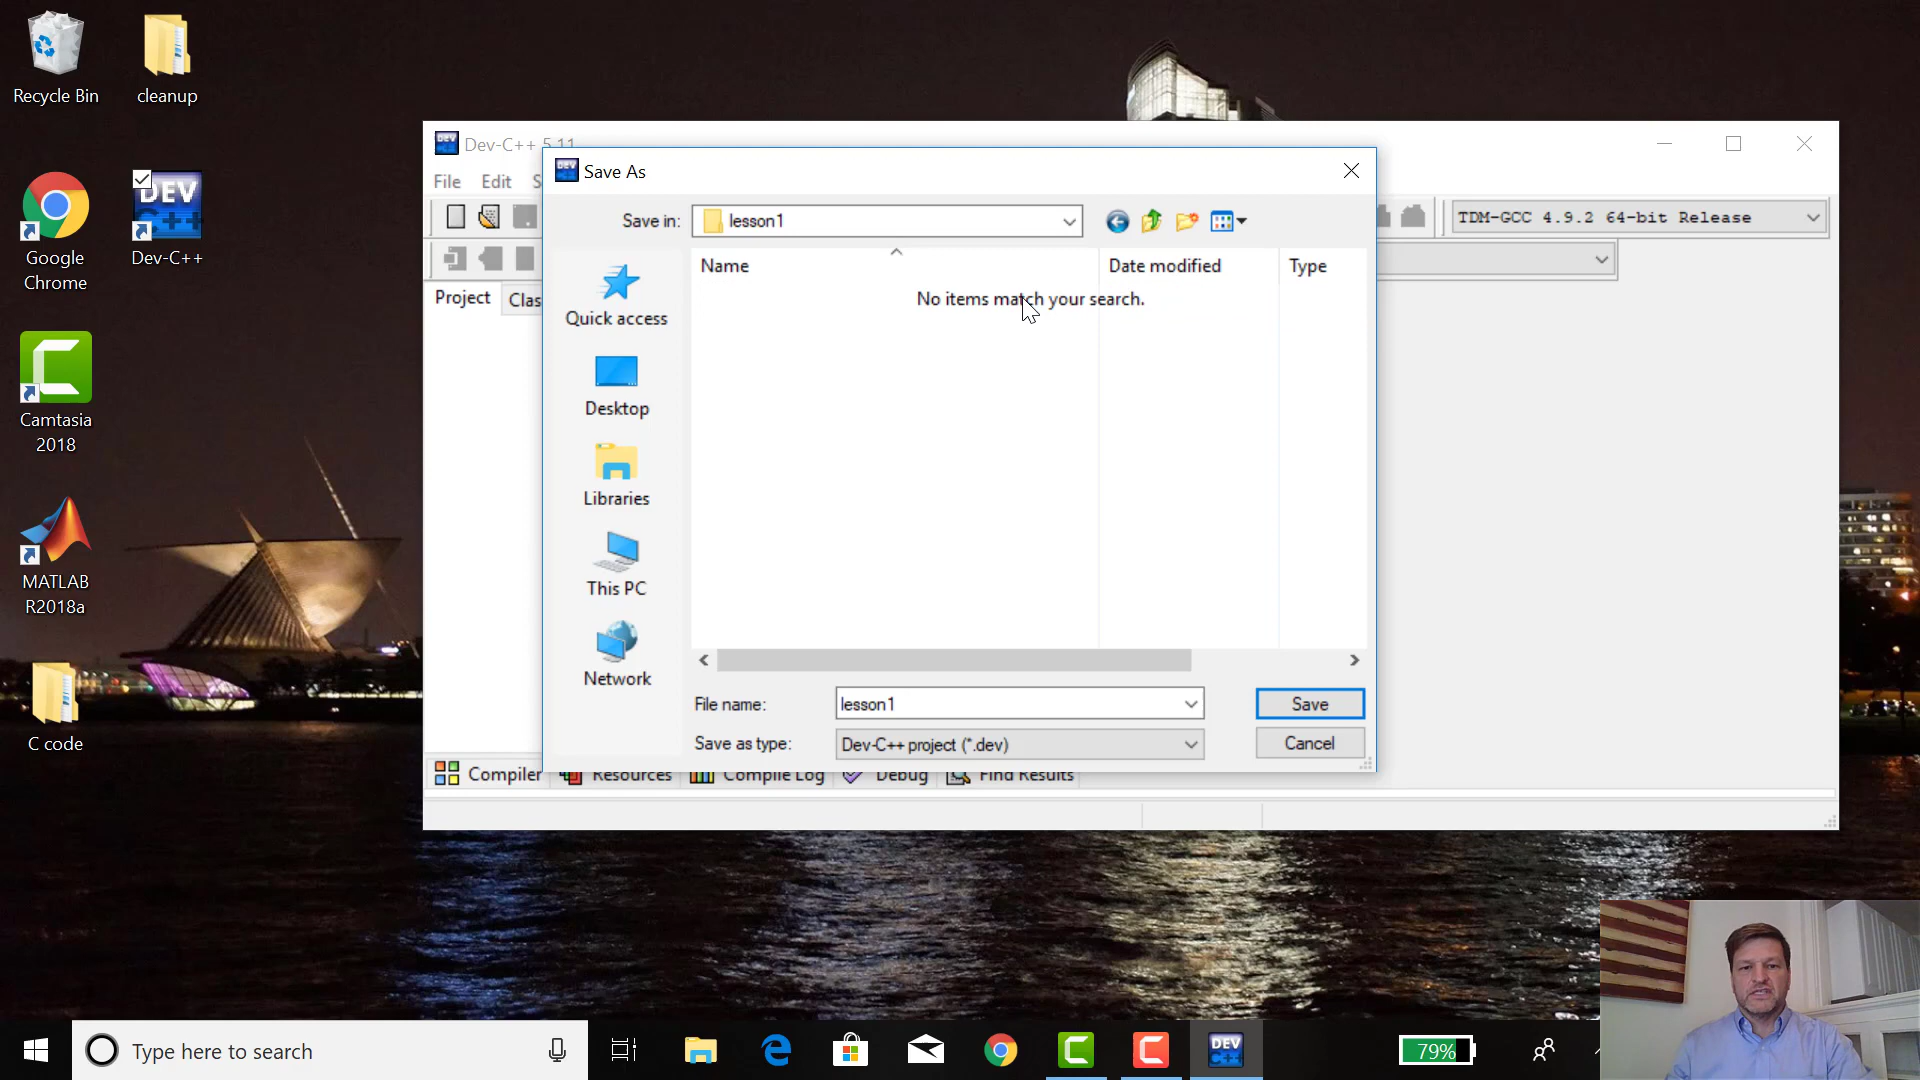 Recycle Bin
cleanup
Google
Chrome
DEV
C++
Dev-C++
Camtasia
2018
MATLAB
R2018a
C code
Dev-C++ 5.11
File Edit S
TDM-GCC 4.9.2 64-bit Release
Project Clas
Save As
Save in: lesson1
Name Date modified Type
No items match your search.
Quick access
Desktop
Libraries
This PC
Network
File name: lesson1 Save
Save as type: Dev-C++ project (*.dev) Cancel
Compiler Resources Compile Log Debug Find Results
Type here to search
DEV
C++
79%